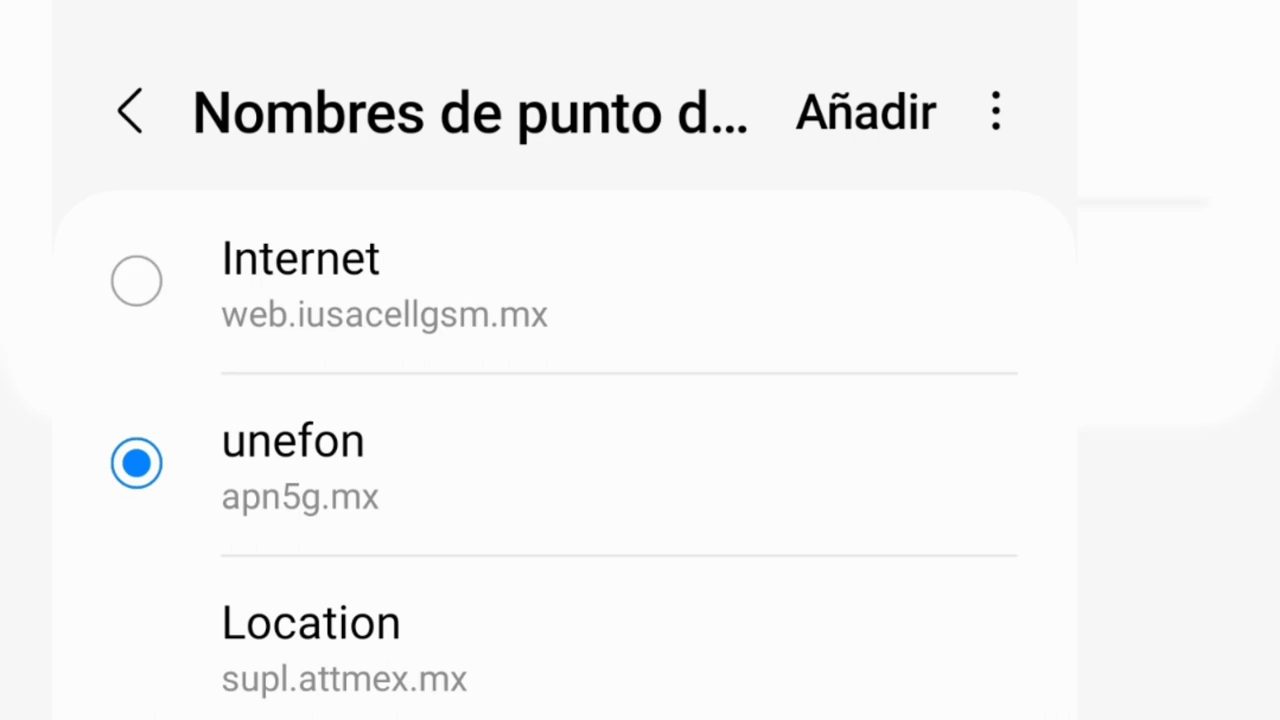 Nombres de punto d... Añadir
Internet
web.iusacellgsm.mx
unefon
apn5g.mx
Location
supl.attmex.mx